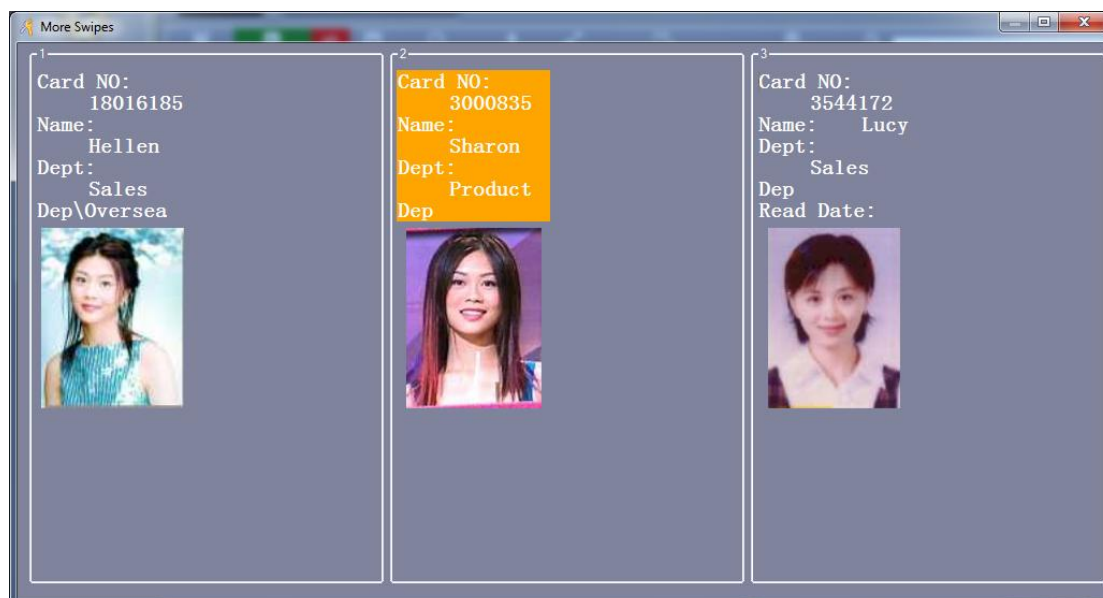 More Swipes
1
Card NO:
18016185
Name:
Hellen
Dept:
Sales
Dep\Oversea
2
Card NO:
3000835
Name:
Sharon
Dept:
Product
Dep
3
Card NO:
3544172
Name: Lucy
Dept:
Sales
Dep
Read Date: